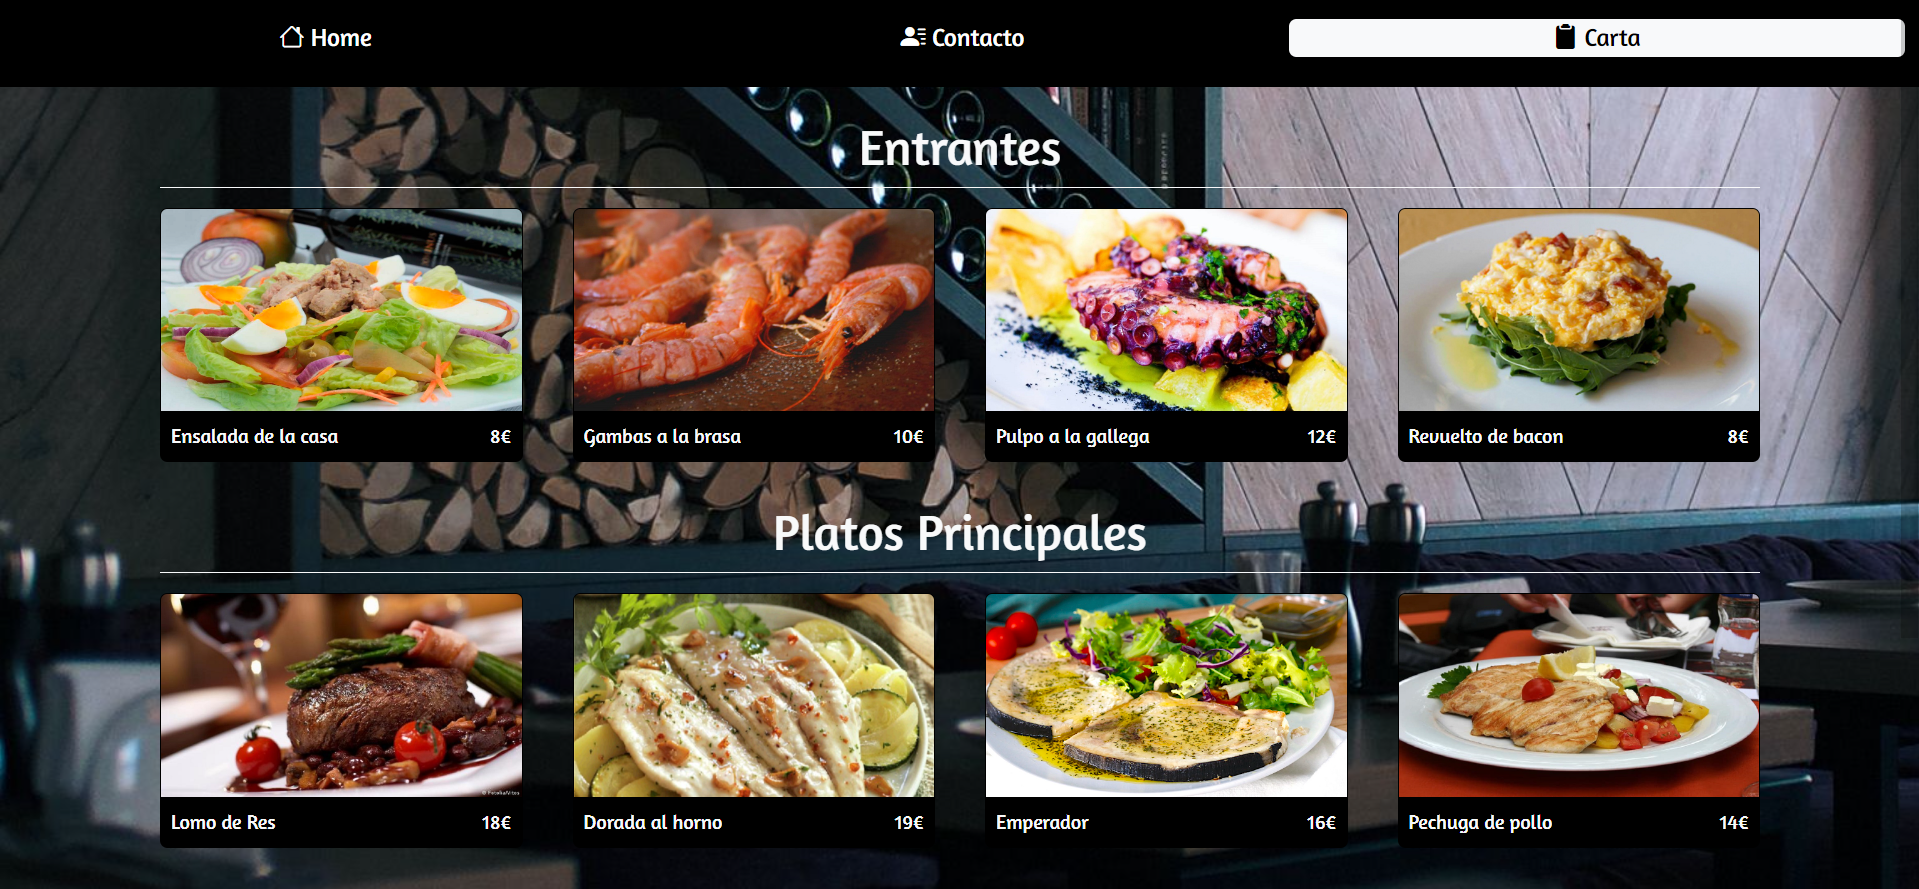 Home
Contacto
Carta
Entrantes
Ensalada de la casa 8€
Gambas a la brasa 10€
Pulpo a la gallega 12€
Revuelto de bacon 8€
Platos Principales
Lomo de Res 18€
Dorada al horno 19€
Emperador 16€
Pechuga de pollo 14€